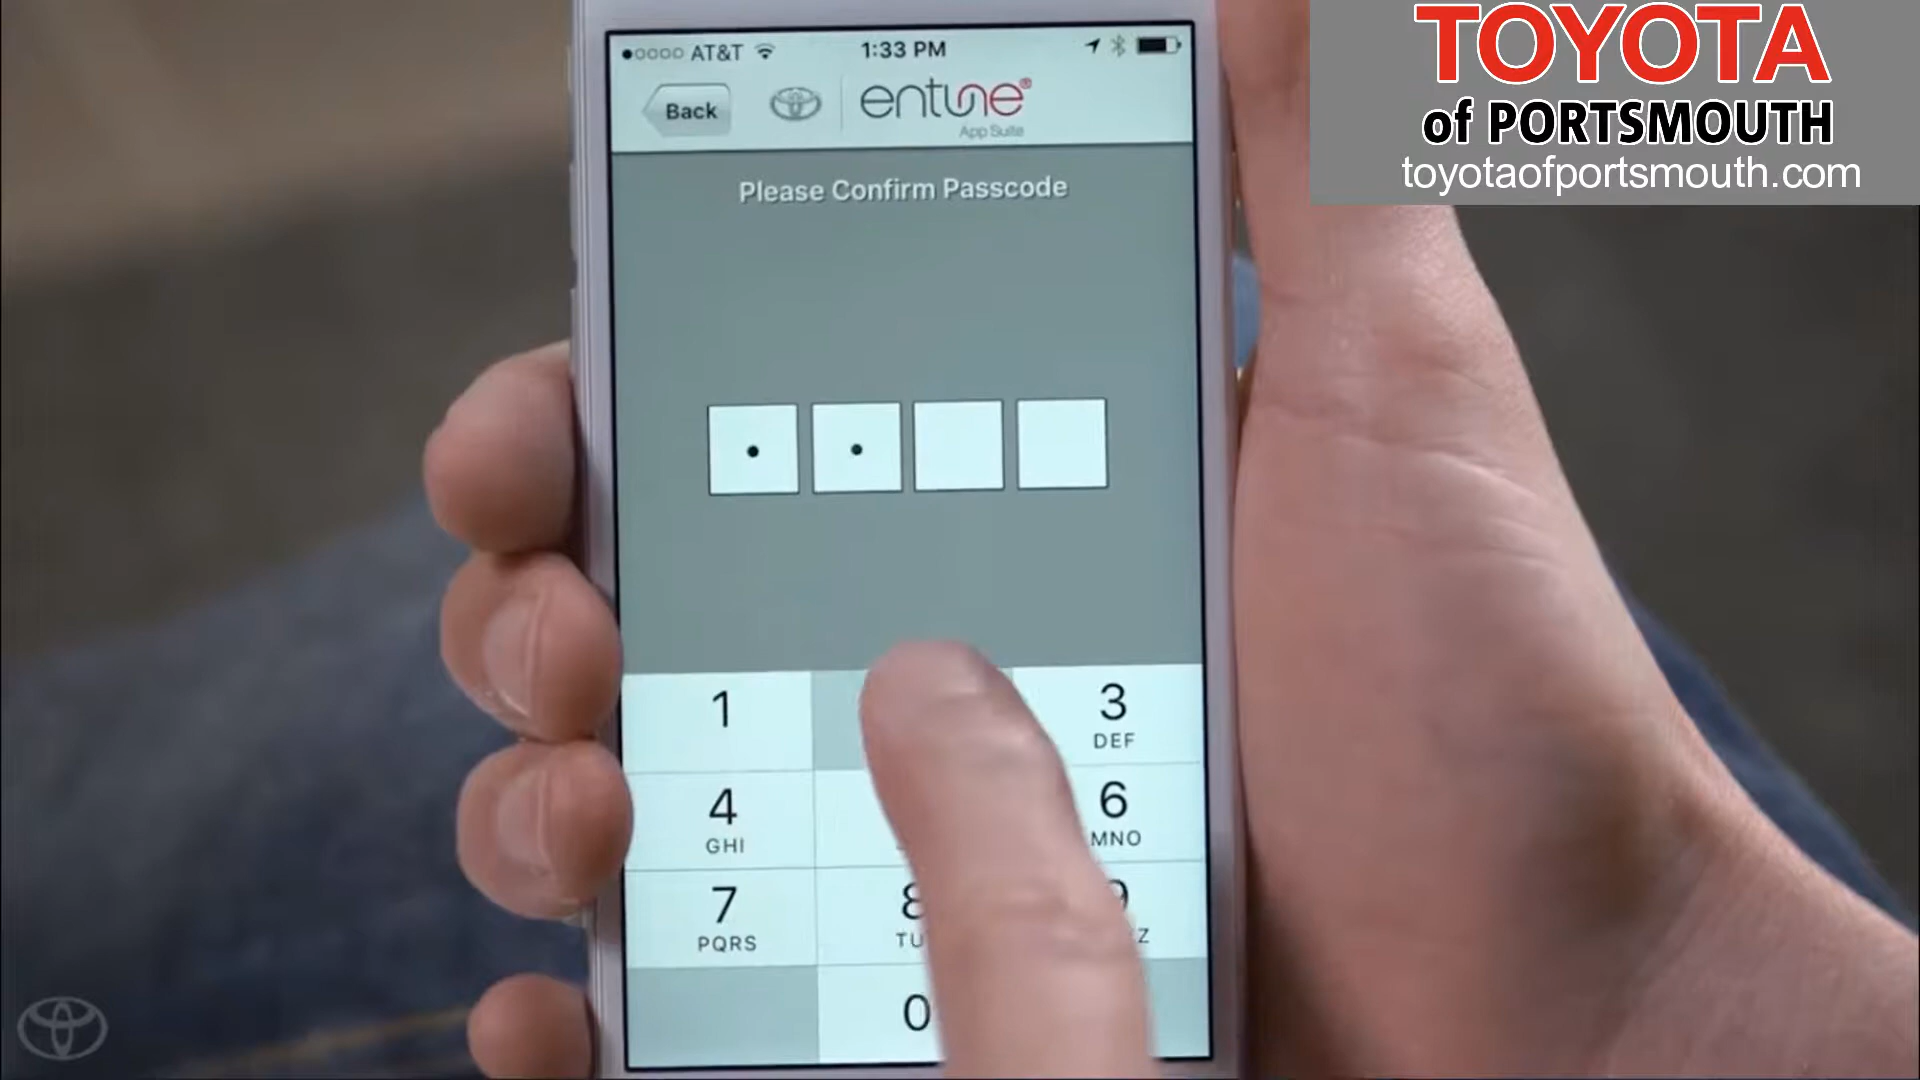 TOYOTA
of PORTSMOUTH
toyotaofportsmouth.com
AT&T 1:33 PM
Back entune®
App Suite
Please Confirm Passcode
1
3
DEF
4
GHI
6
MNO
7
PQRS
8
TU
9
Z
0